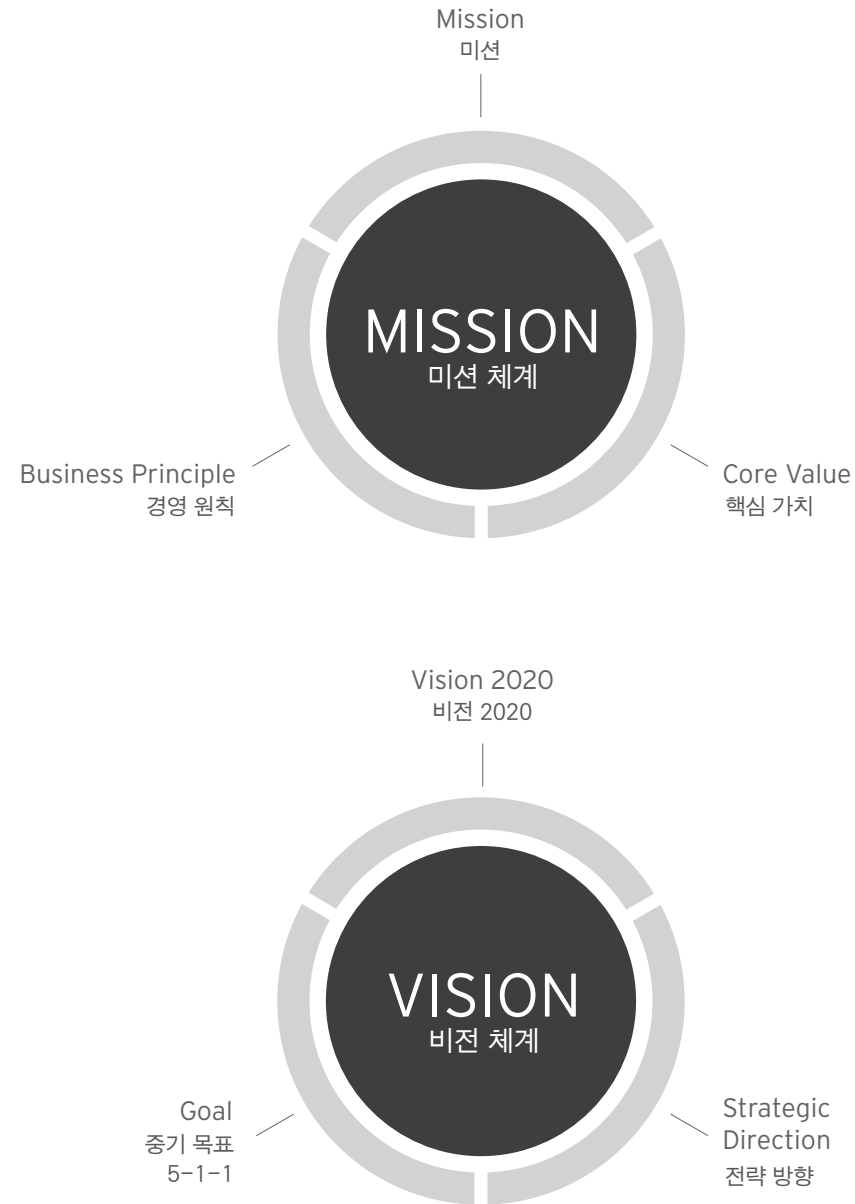 Mission
미션
MISSION
미션 체계
Business Principle
경영 원칙
Core Value
핵심 가치
Vision 2020
비전 2020
VISION
비전 체계
Goal
중기 목표
5-1-1
Strategic
Direction
전략 방향